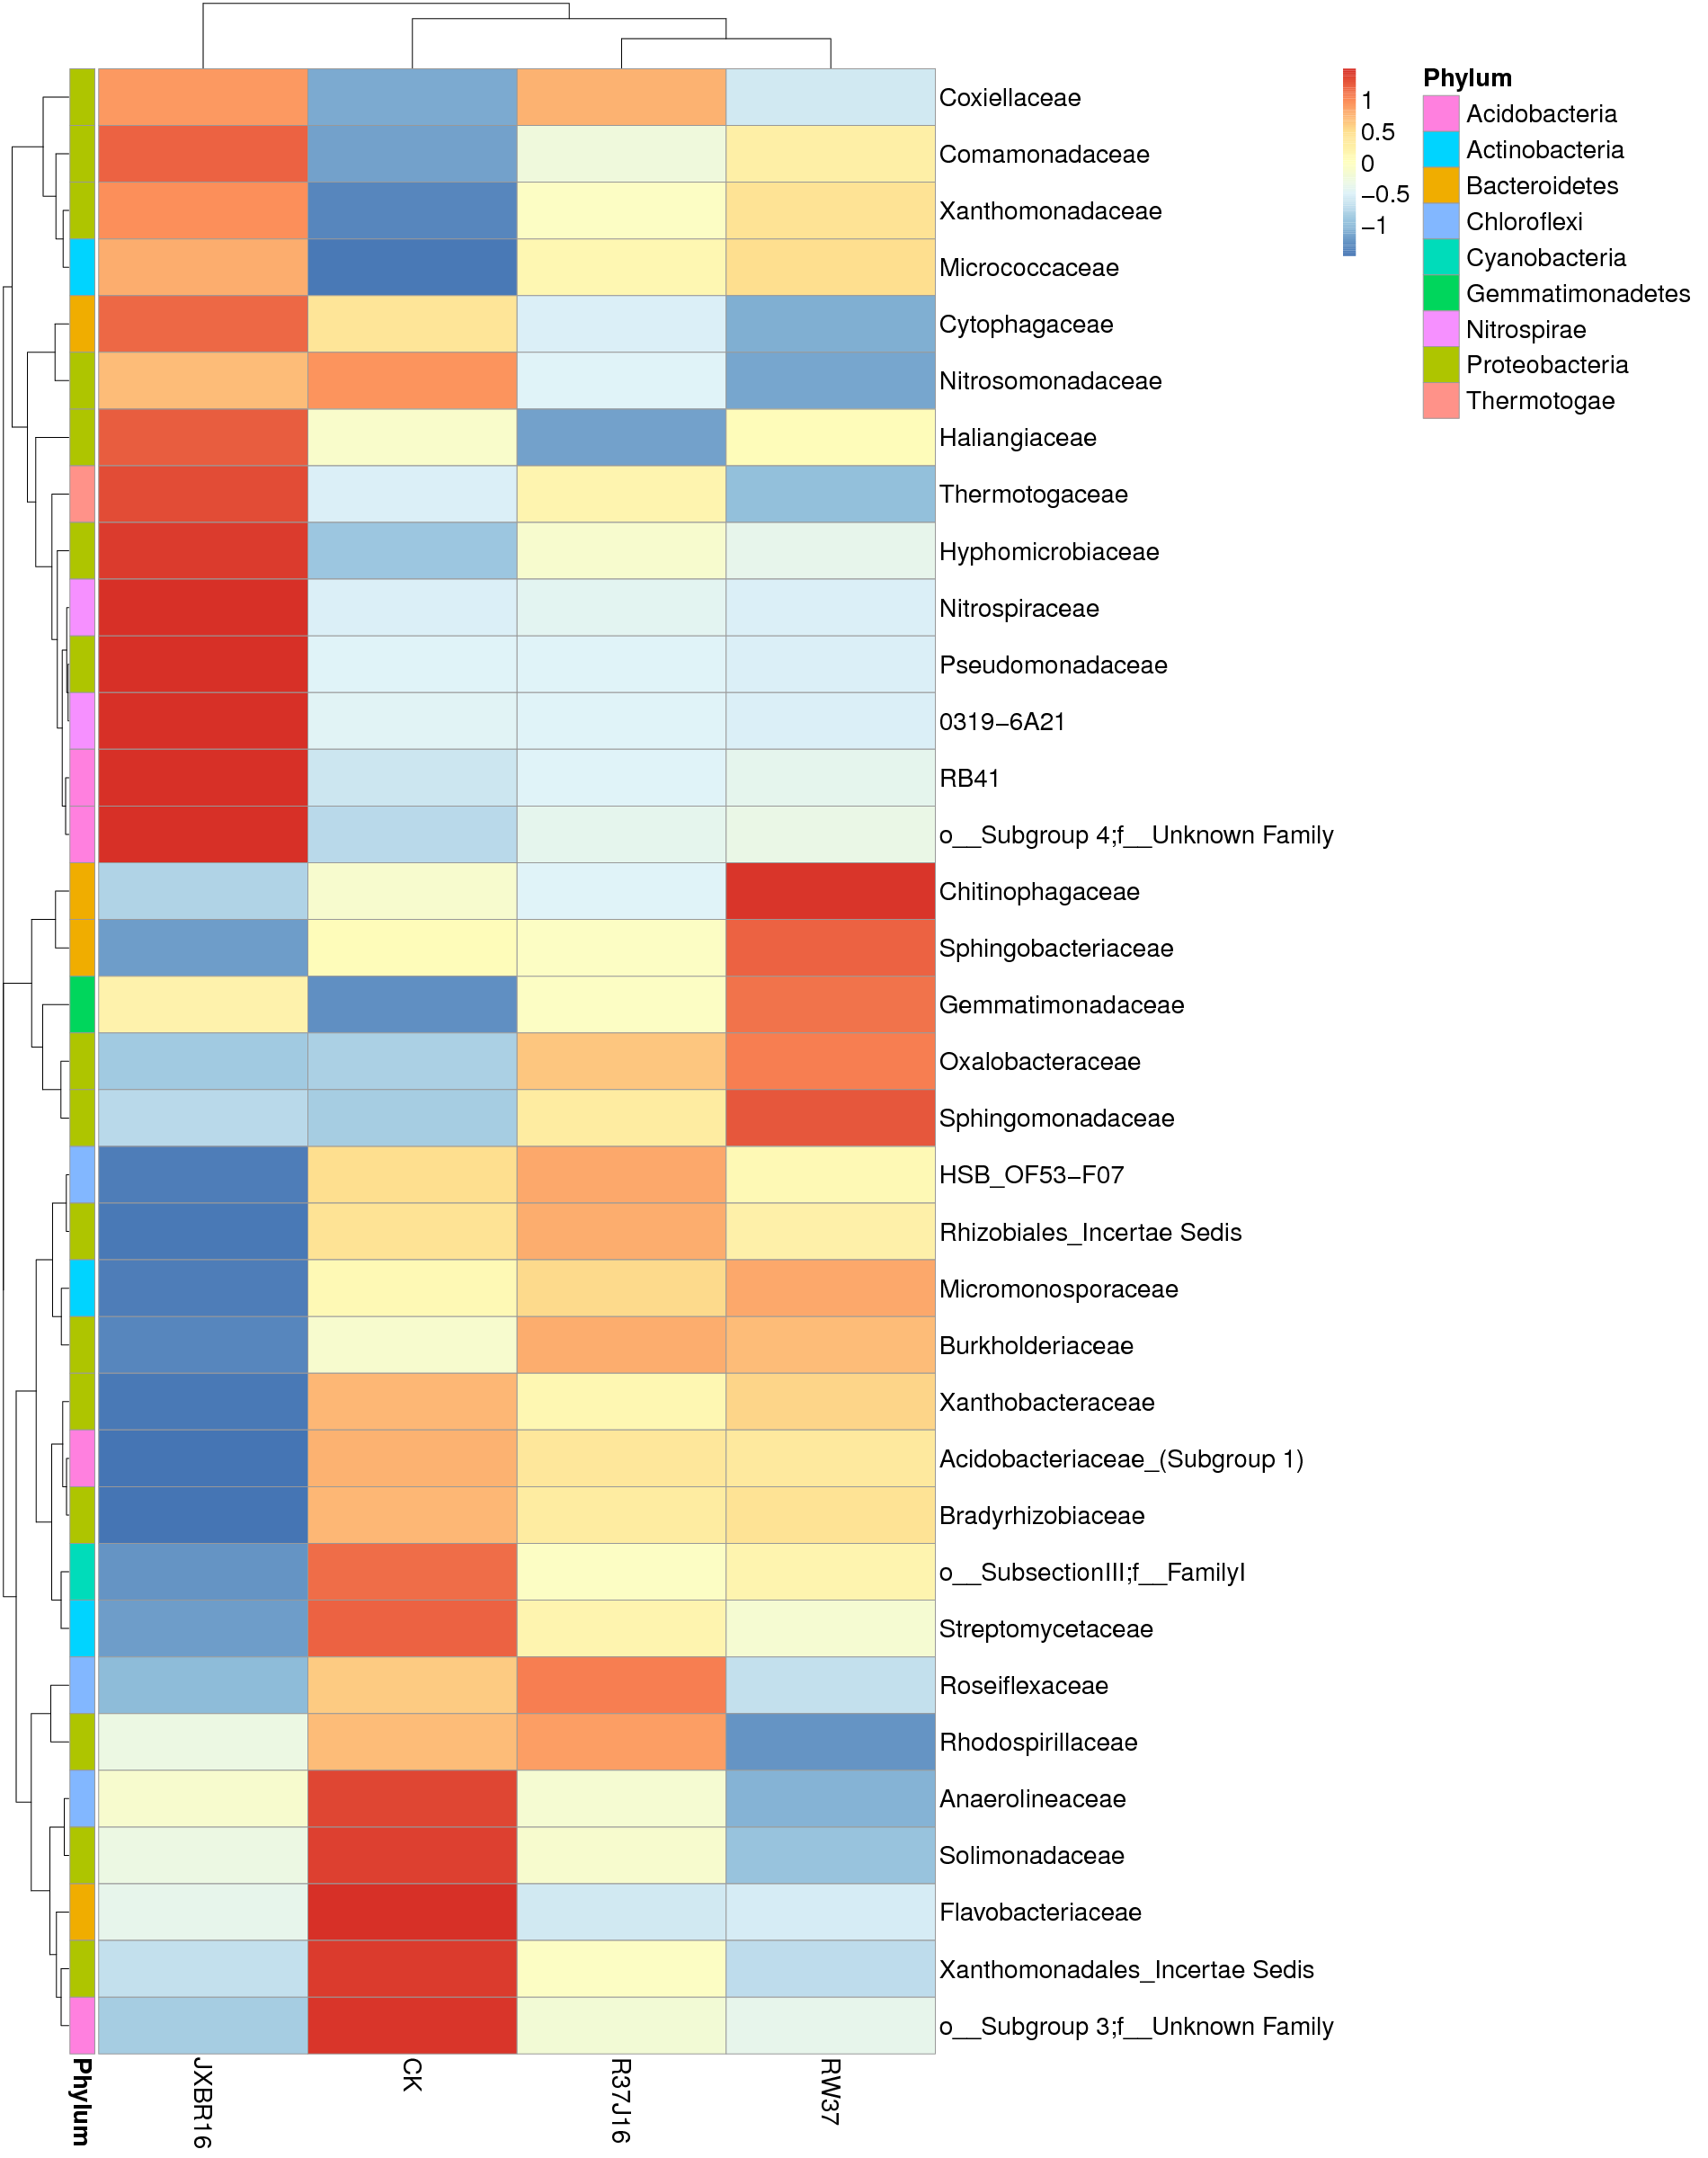 Coxiellaceae
Comamonadaceae
Xanthomonadaceae
Micrococcaceae
Cytophagaceae
Nitrosomonadaceae
Haliangiaceae
Thermotogaceae
Hyphomicrobiaceae
Nitrospiraceae
Pseudomonadaceae
0319−6A21
RB41
o__Subgroup 4;f__Unknown Family
Chitinophagaceae
Sphingobacteriaceae
Gemmatimonadaceae
Oxalobacteraceae
Sphingomonadaceae
HSB_OF53−F07
Rhizobiales_Incertae Sedis
Micromonosporaceae
Burkholderiaceae
Xanthobacteraceae
Acidobacteriaceae_(Subgroup 1)
Bradyrhizobiaceae
o__SubsectionIII;f__FamilyI
Streptomycetaceae
Roseiflexaceae
Rhodospirillaceae
Anaerolineaceae
Solimonadaceae
Flavobacteriaceae
Xanthomonadales_Incertae Sedis
o__Subgroup 3;f__Unknown Family
Phylum
JXBR16
CK
R37J16
RW37
1
0.5
0
−0.5
−1
Phylum
Acidobacteria
Actinobacteria
Bacteroidetes
Chloroflexi
Cyanobacteria
Gemmatimonadetes
Nitrospirae
Proteobacteria
Thermotogae